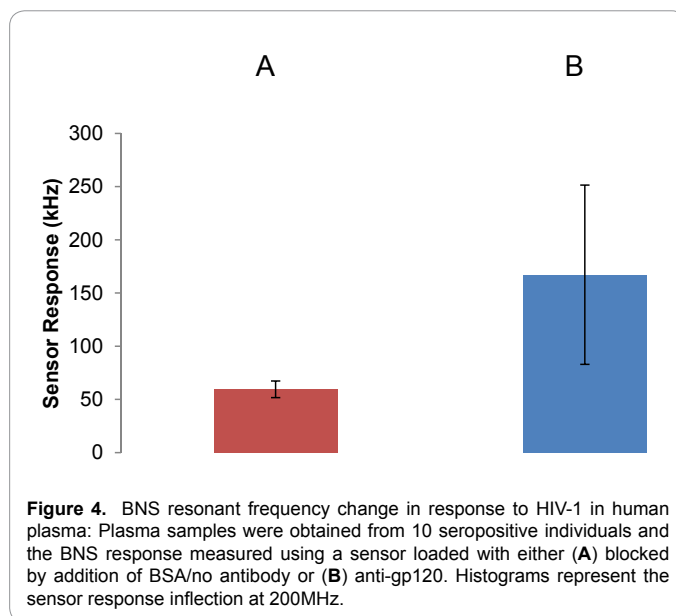 A B
300
250
200
150
100
50
0
Sensor Response (kHz)
Figure 4. BNS resonant frequency change in response to HIV-1 in human
plasma: Plasma samples were obtained from 10 seropositive individuals and
the BNS response measured using a sensor loaded with either (A) blocked
by addition of BSA/no antibody or (B) anti-gp120. Histograms represent the
sensor response inflection at 200MHz.